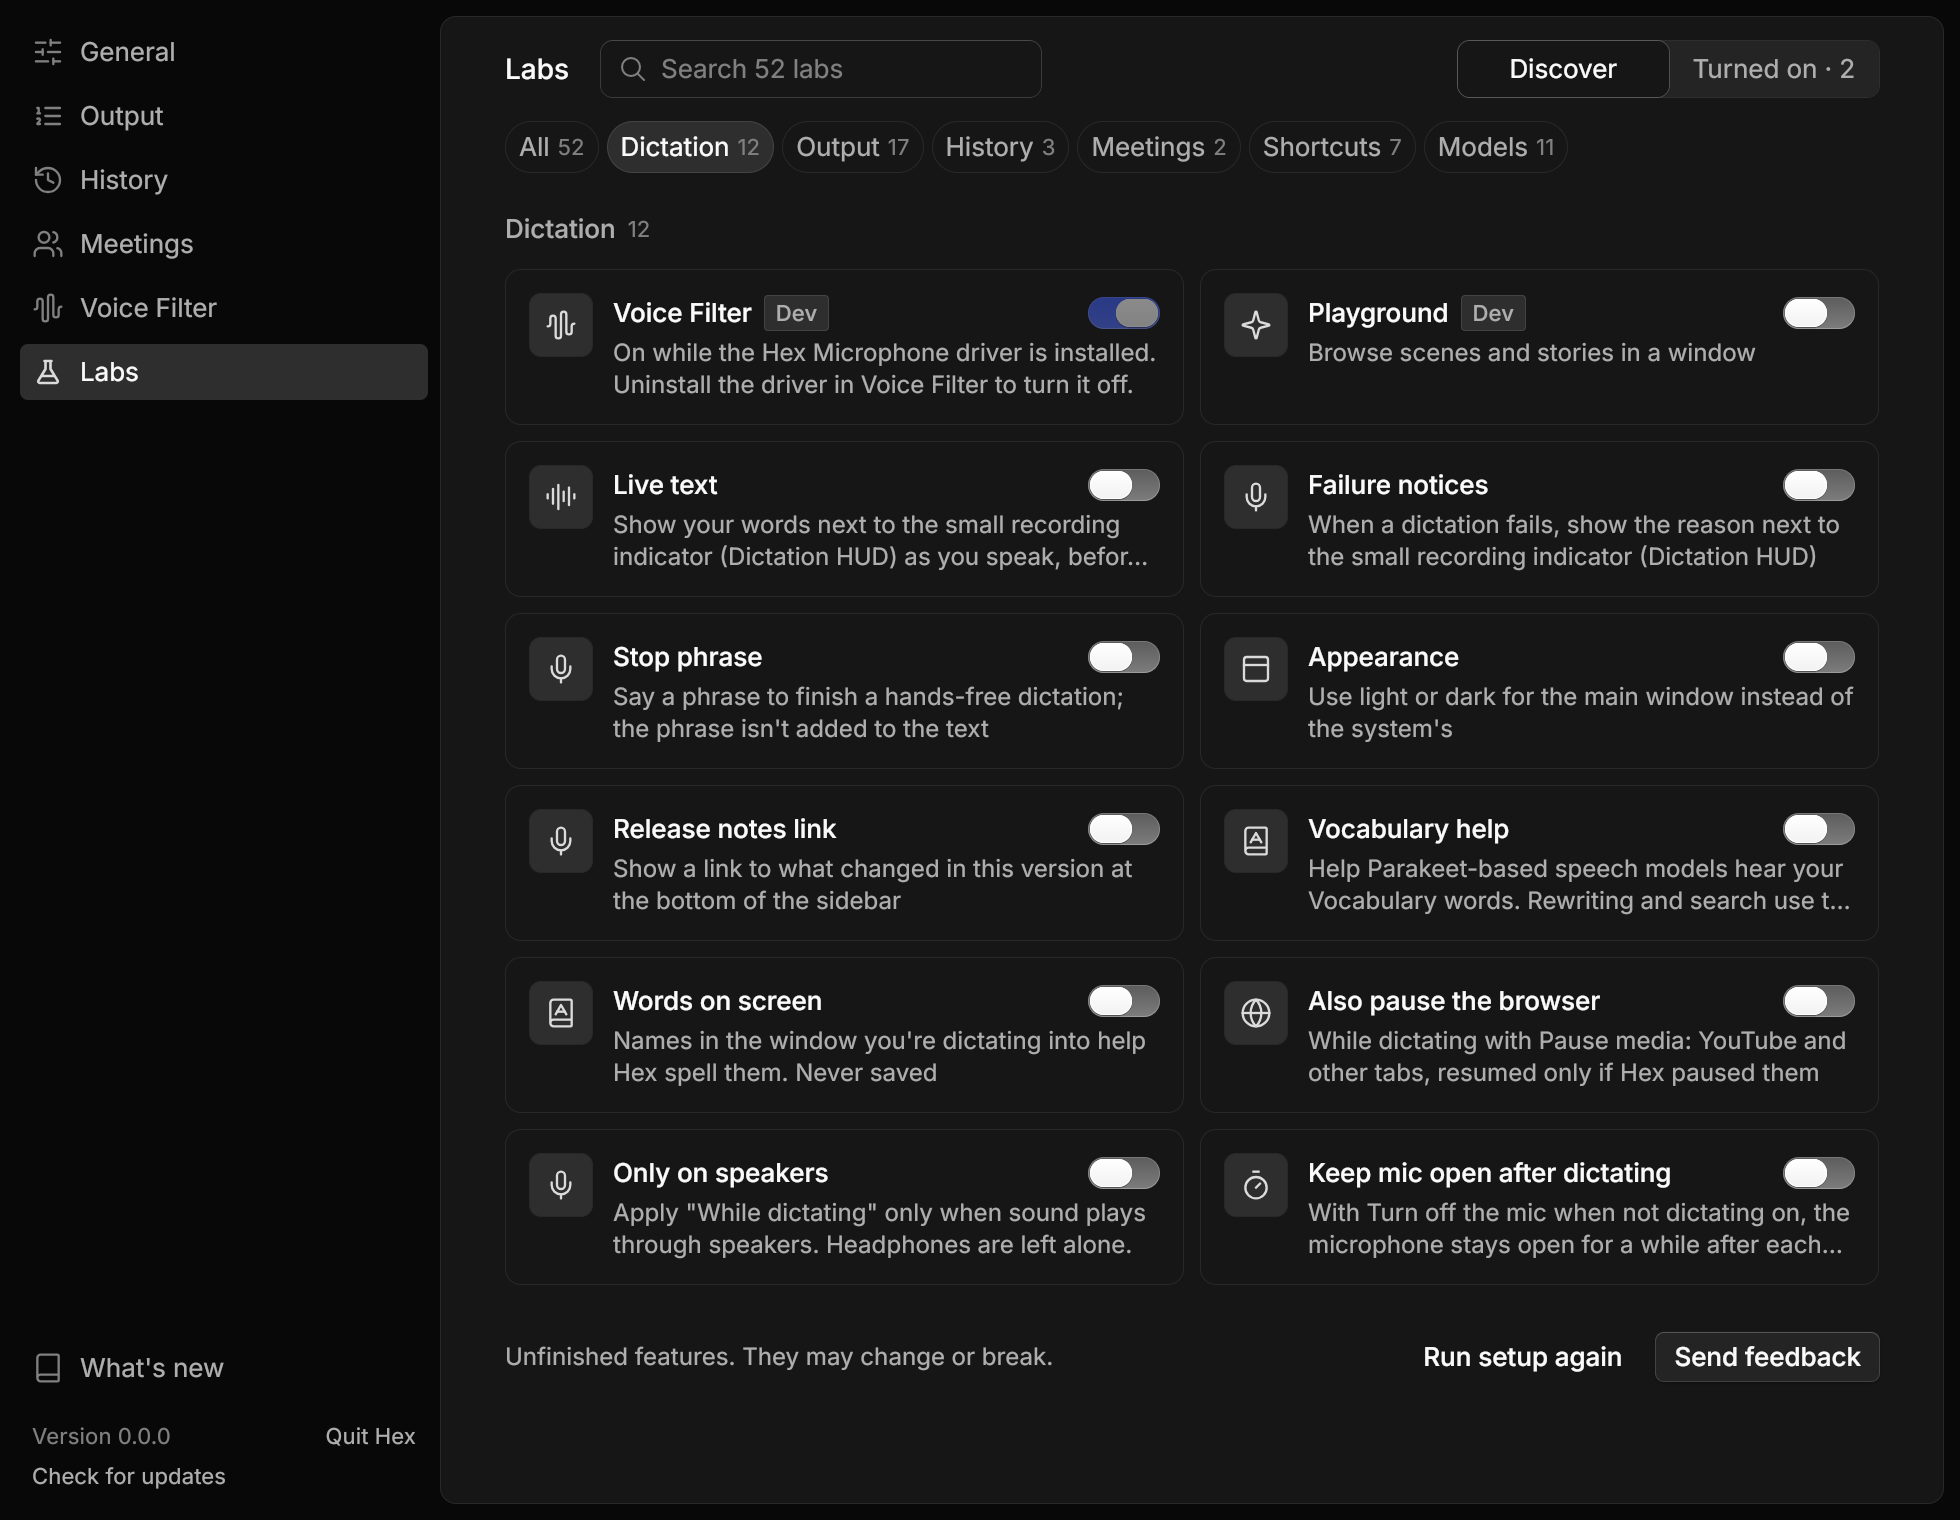 General
Output
History
Meetings
Voice Filter
Labs
What's new
Version 0.0.0
Quit Hex
Check for updates
Labs
Search 52 labs
Discover
Turned on · 2
All 52
Dictation 12
Output 17
History 3
Meetings 2
Shortcuts 7
Models 11
Dictation 12
Voice Filter Dev
On while the Hex Microphone driver is installed.
Uninstall the driver in Voice Filter to turn it off.
Playground Dev
Browse scenes and stories in a window
Live text
Show your words next to the small recording
indicator (Dictation HUD) as you speak, befor...
Failure notices
When a dictation fails, show the reason next to
the small recording indicator (Dictation HUD)
Stop phrase
Say a phrase to finish a hands-free dictation;
the phrase isn't added to the text
Appearance
Use light or dark for the main window instead of
the system's
Release notes link
Show a link to what changed in this version at
the bottom of the sidebar
Vocabulary help
Help Parakeet-based speech models hear your
Vocabulary words. Rewriting and search use t...
Words on screen
Names in the window you're dictating into help
Hex spell them. Never saved
Also pause the browser
While dictating with Pause media: YouTube and
other tabs, resumed only if Hex paused them
Only on speakers
Apply "While dictating" only when sound plays
through speakers. Headphones are left alone.
Keep mic open after dictating
With Turn off the mic when not dictating on, the
microphone stays open for a while after each...
Unfinished features. They may change or break.
Run setup again
Send feedback